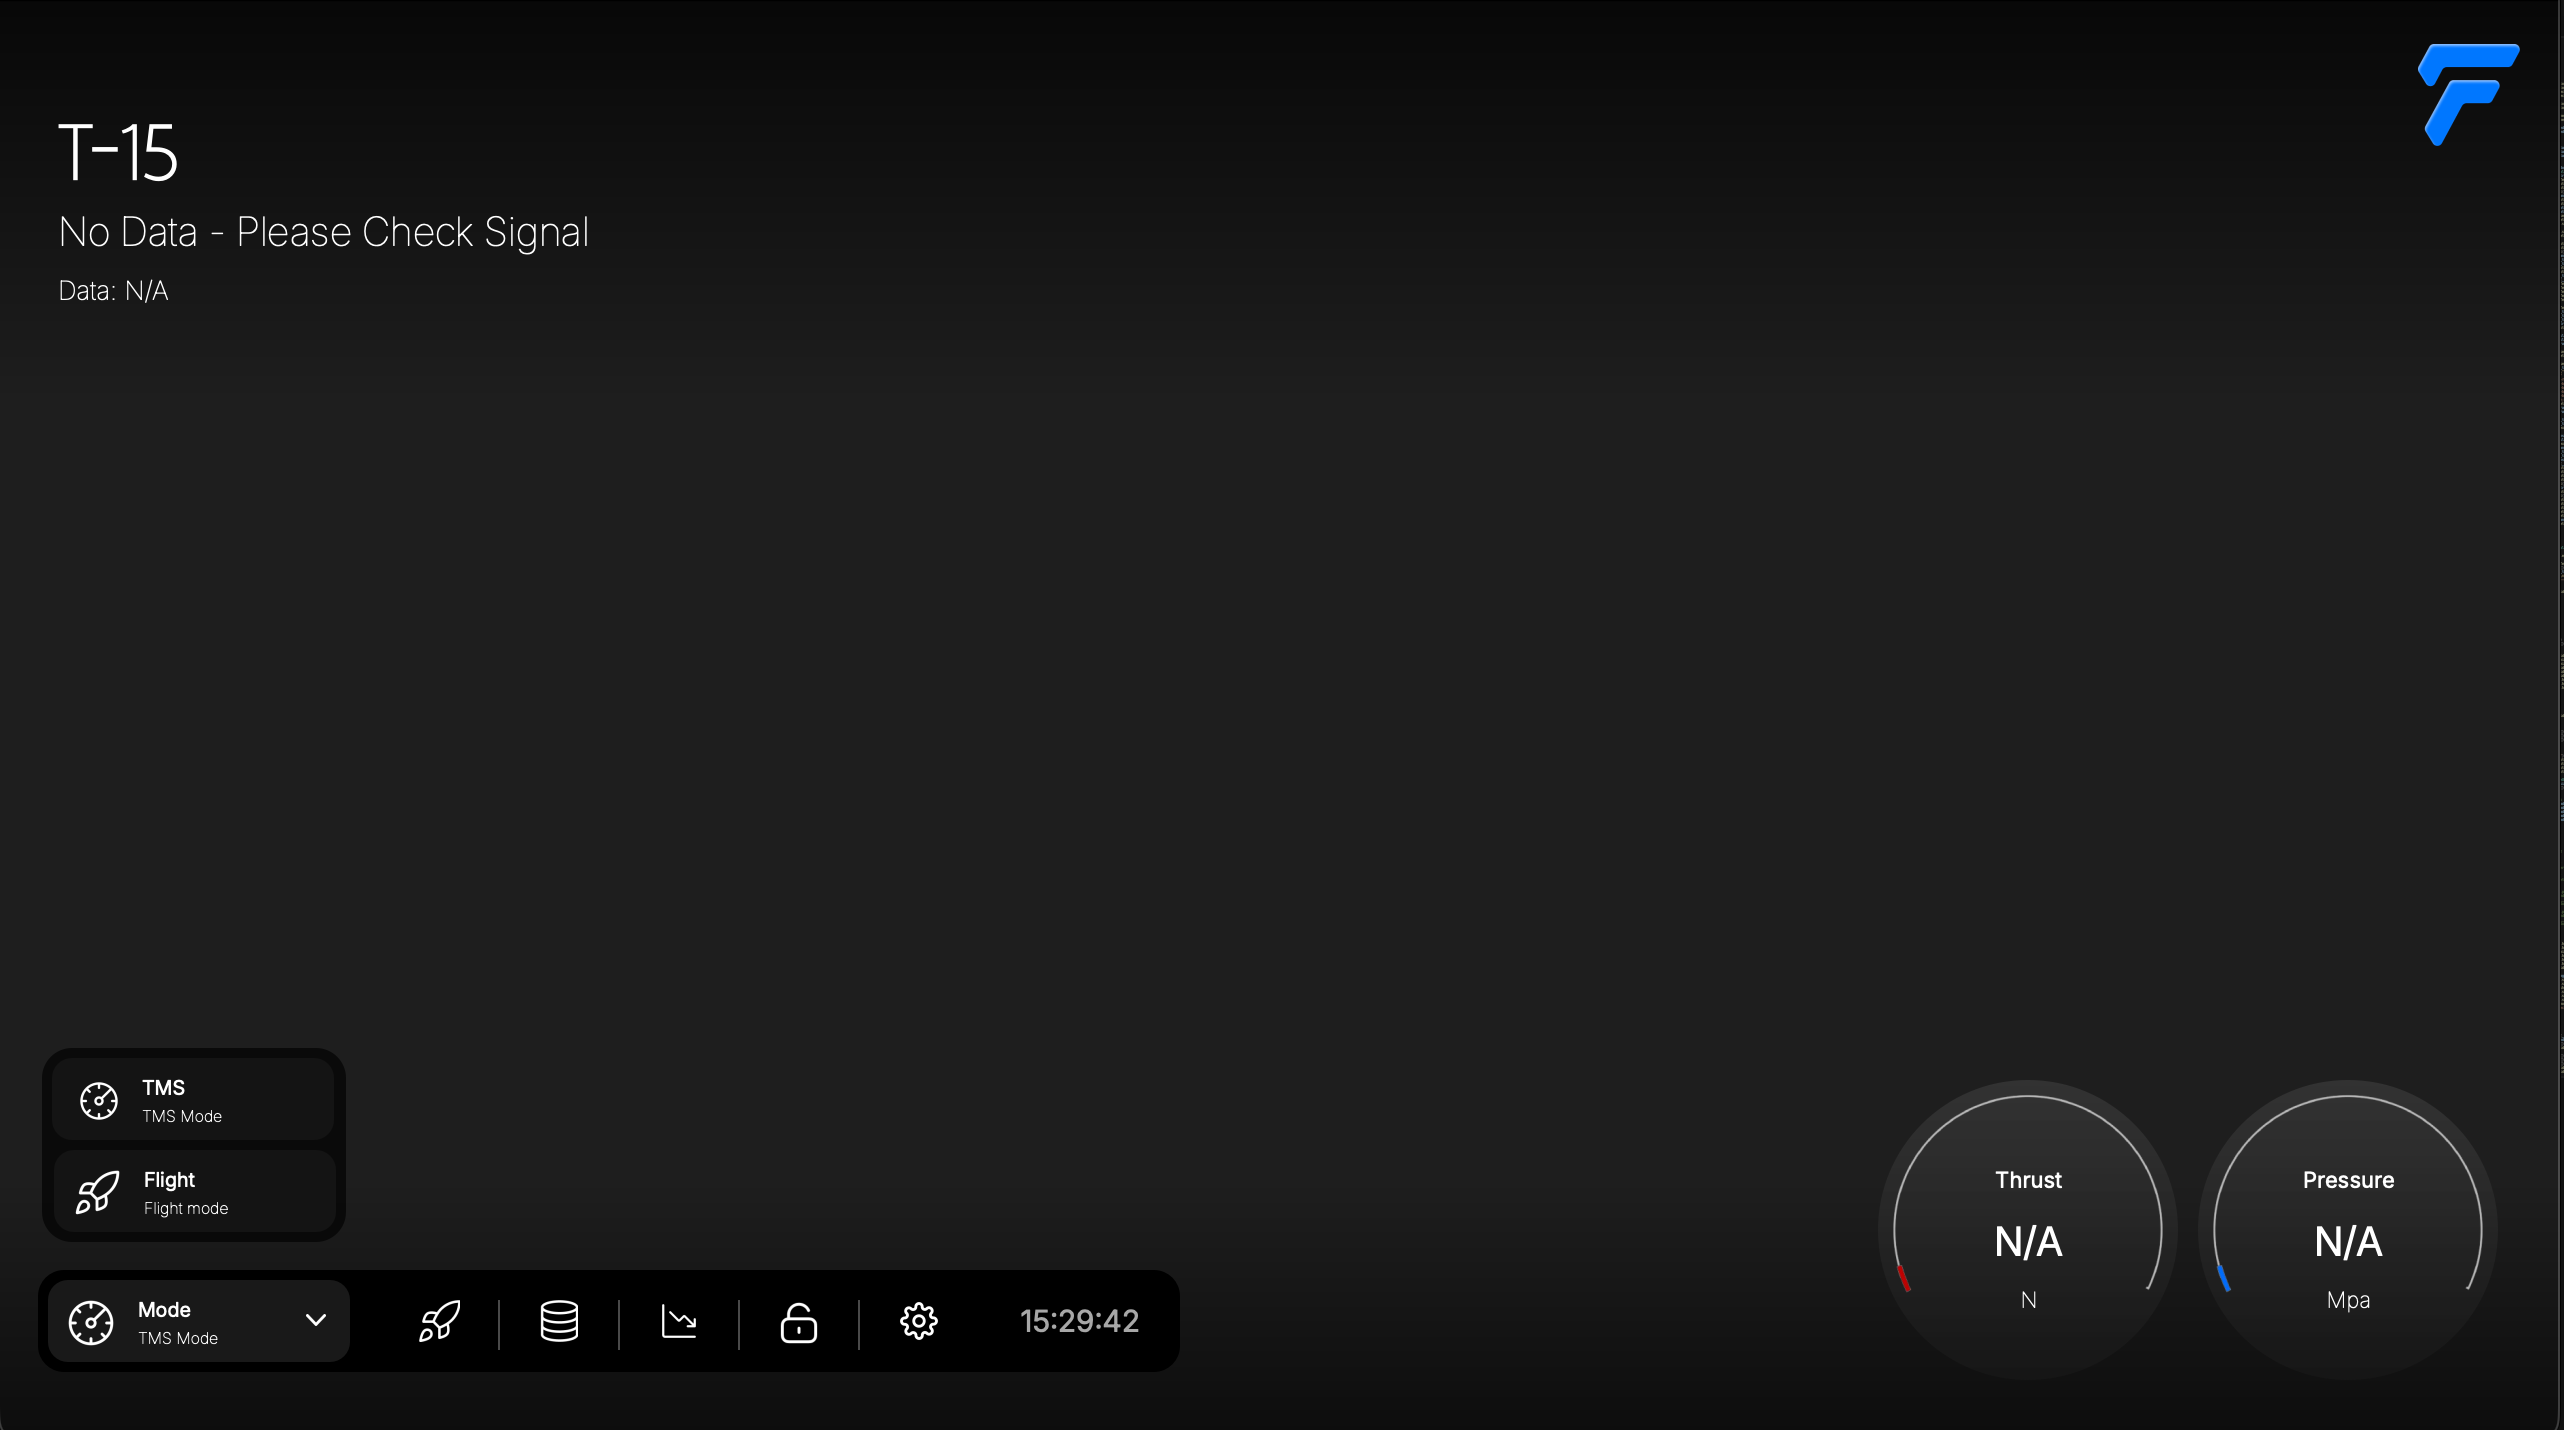 T-15
No Data - Please Check Signal
Data: N/A
TMS
TMS Mode
Flight
Flight mode
Mode
TMS Mode
15:29:42
Thrust
N/A
N
Pressure
N/A
Mpa